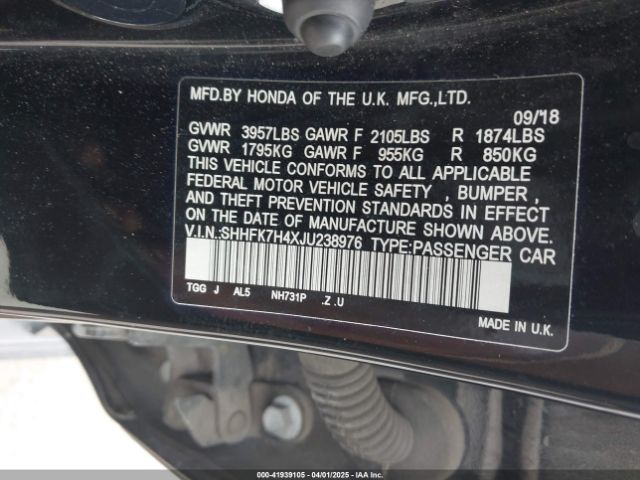 MFD.BY HONDA OF THE U.K. MFG.,LTD.
09/'18
GVWR 3957LBS GAWR F 2105LBS R 1874LBS
GVWR 1795KG GAWR F 955KG R 850KG
THIS VEHICLE CONFORMS TO ALL APPLICABLE
FEDERAL MOTOR VEHICLE SAFETY , BUMPER ,
AND THEFT PREVENTION STANDARDS IN EFFECT
ON THE DATE OF MANUFACTURE SHOWN ABOVE.
V.I.N.:SHHFK7H4XJU238976 TYPE:PASSENGER CAR
TGG J AL5 NH731P .Z .U
MADE IN U.K.
000-41939105 - 04/01/2025 - IAAI.COM